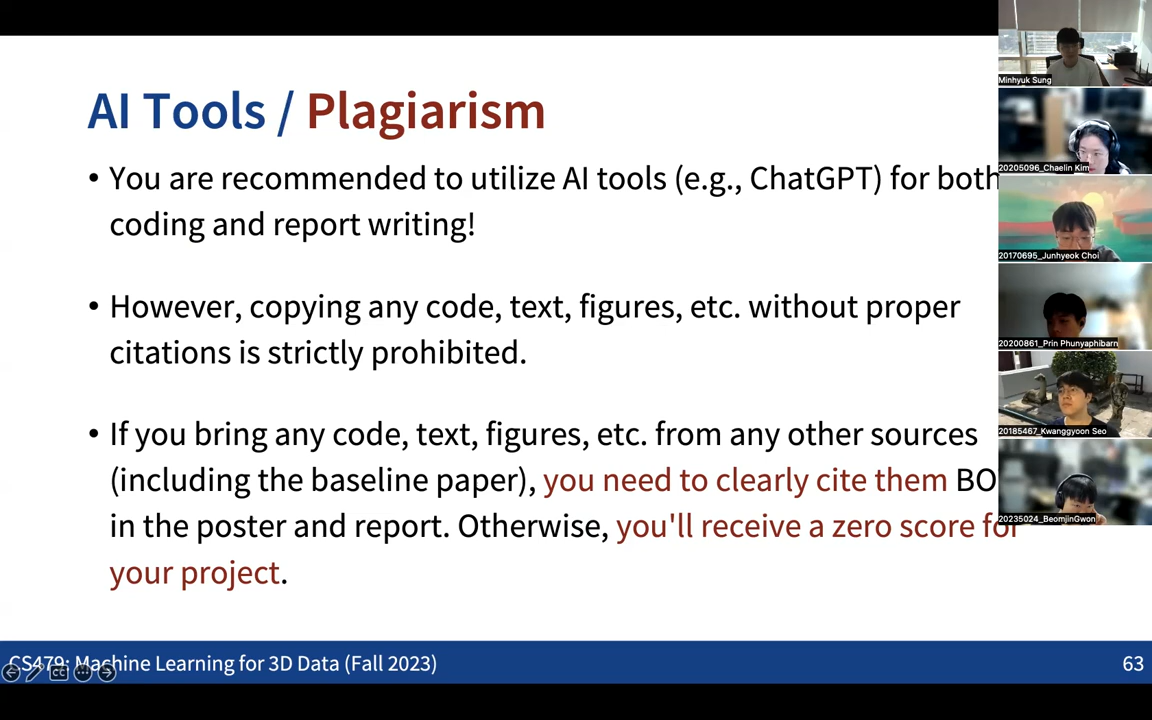 AI Tools / Plagiarism
• You are recommended to utilize AI tools (e.g., ChatGPT) for both
coding and report writing!
• However, copying any code, text, figures, etc. without proper
citations is strictly prohibited.
• If you bring any code, text, figures, etc. from any other sources
(including the baseline paper), you need to clearly cite them BO
in the poster and report. Otherwise, you'll receive a zero score for
your project.
CS479: Machine Learning for 3D Data (Fall 2023)
63
Minhyuk Sung
20205096_Chaelin Kim
20170695_Junhyeok Choi
20200861_Prin Phunyaphibarn
20185467_Kwanggyoon Seo
20235024_BeomjinGwon